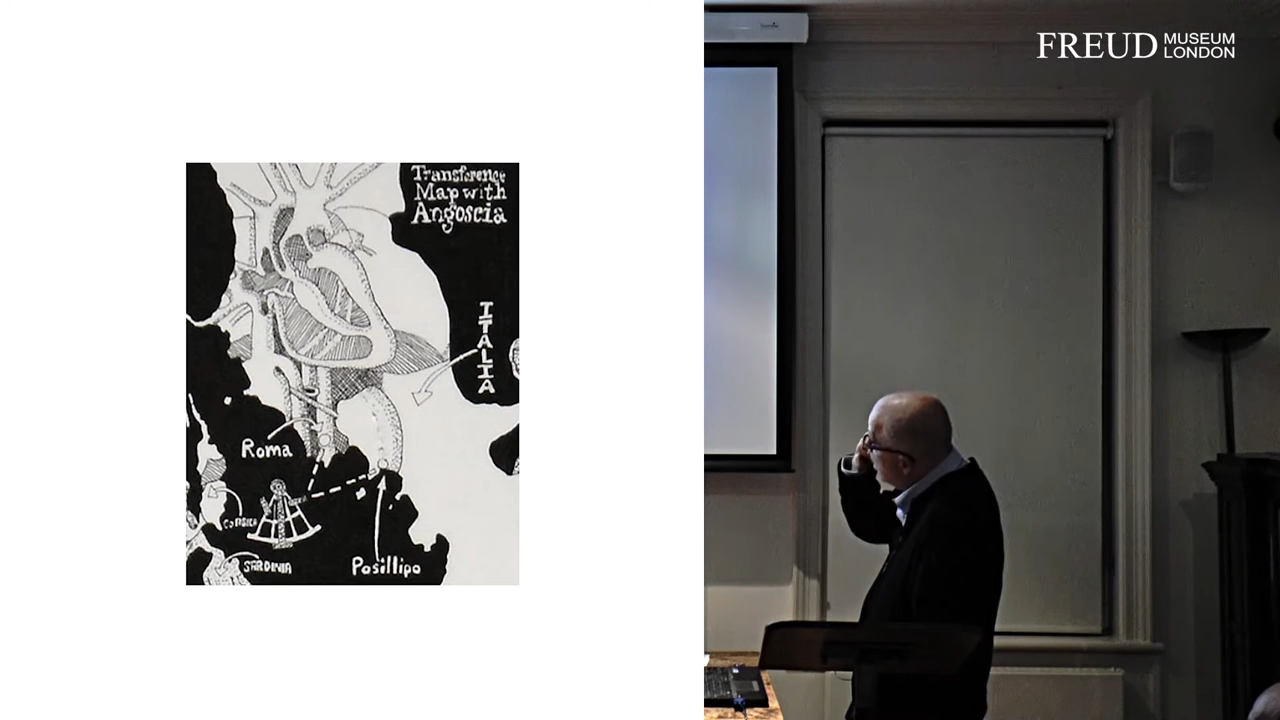 Transference
Map with
Angoscia
ITALIA
Roma
CORSICA
SARDINIA
Posillipo
FREUD MUSEUM
LONDON